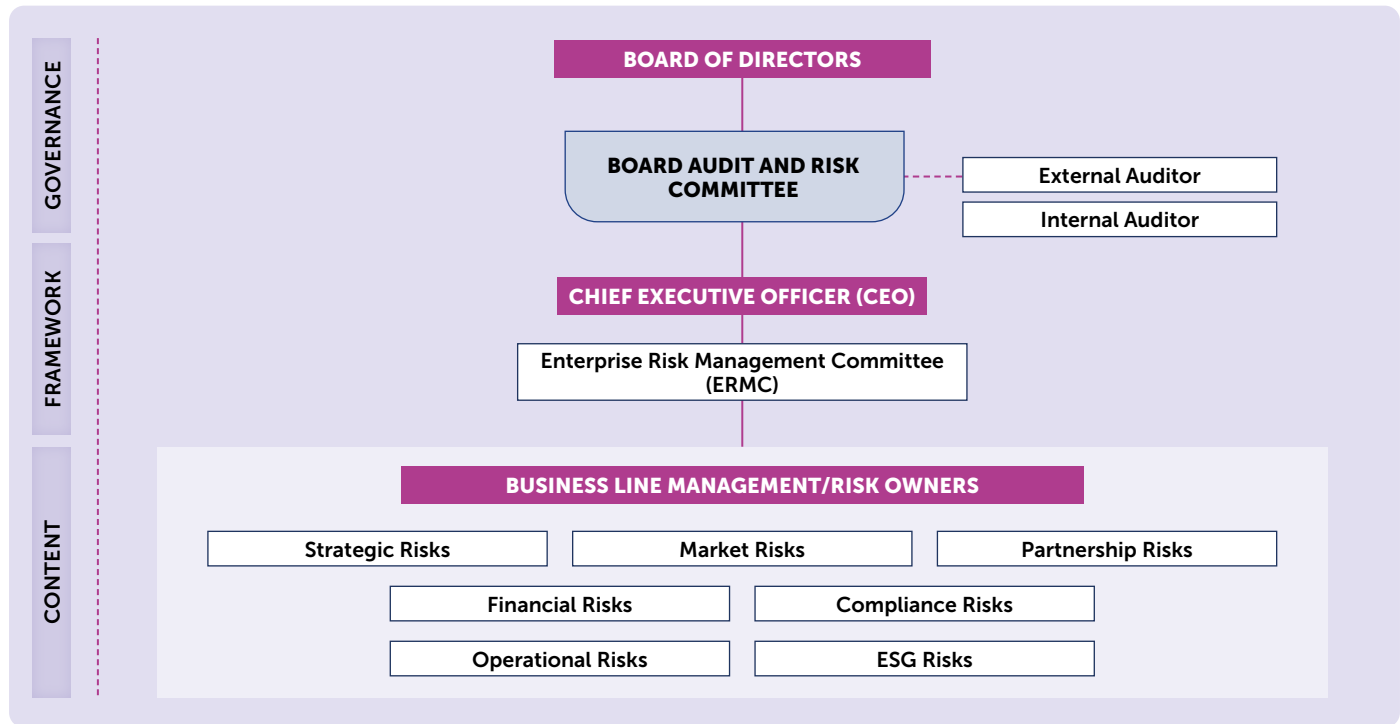 GOVERNANCE
BOARD OF DIRECTORS
BOARD AUDIT AND RISK
COMMITTEE
External Auditor
Internal Auditor
FRAMEWORK
CHIEF EXECUTIVE OFFICER (CEO)
Enterprise Risk Management Committee
(ERMC)
CONTENT
BUSINESS LINE MANAGEMENT/RISK OWNERS
Strategic Risks
Market Risks
Partnership Risks
Financial Risks
Compliance Risks
Operational Risks
ESG Risks